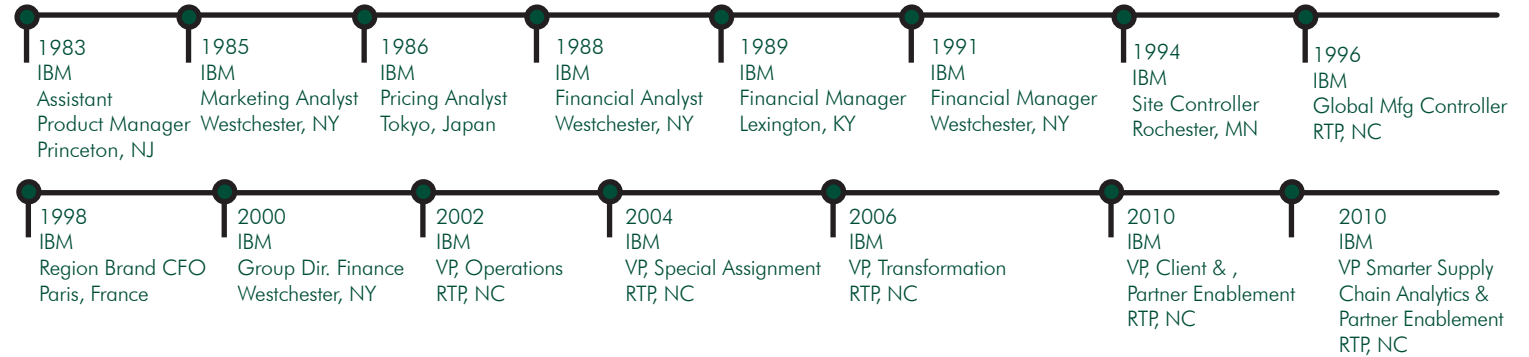 1983
IBM
Assistant
Product Manager
Princeton, NJ
1985
IBM
Marketing Analyst
Westchester, NY
1986
IBM
Pricing Analyst
Tokyo, Japan
1988
IBM
Financial Analyst
Westchester, NY
1989
IBM
Financial Manager
Lexington, KY
1991
IBM
Financial Manager
Westchester, NY
1994
IBM
Site Controller
Rochester, MN
1996
IBM
Global Mfg Controller
RTP, NC
1998
IBM
Region Brand CFO
Paris, France
2000
IBM
Group Dir. Finance
Westchester, NY
2002
IBM
VP, Operations
RTP, NC
2004
IBM
VP, Special Assignment
RTP, NC
2006
IBM
VP, Transformation
RTP, NC
2010
IBM
VP, Client & ,
Partner Enablement
RTP, NC
2010
IBM
VP Smarter Supply
Chain Analytics &
Partner Enablement
RTP, NC